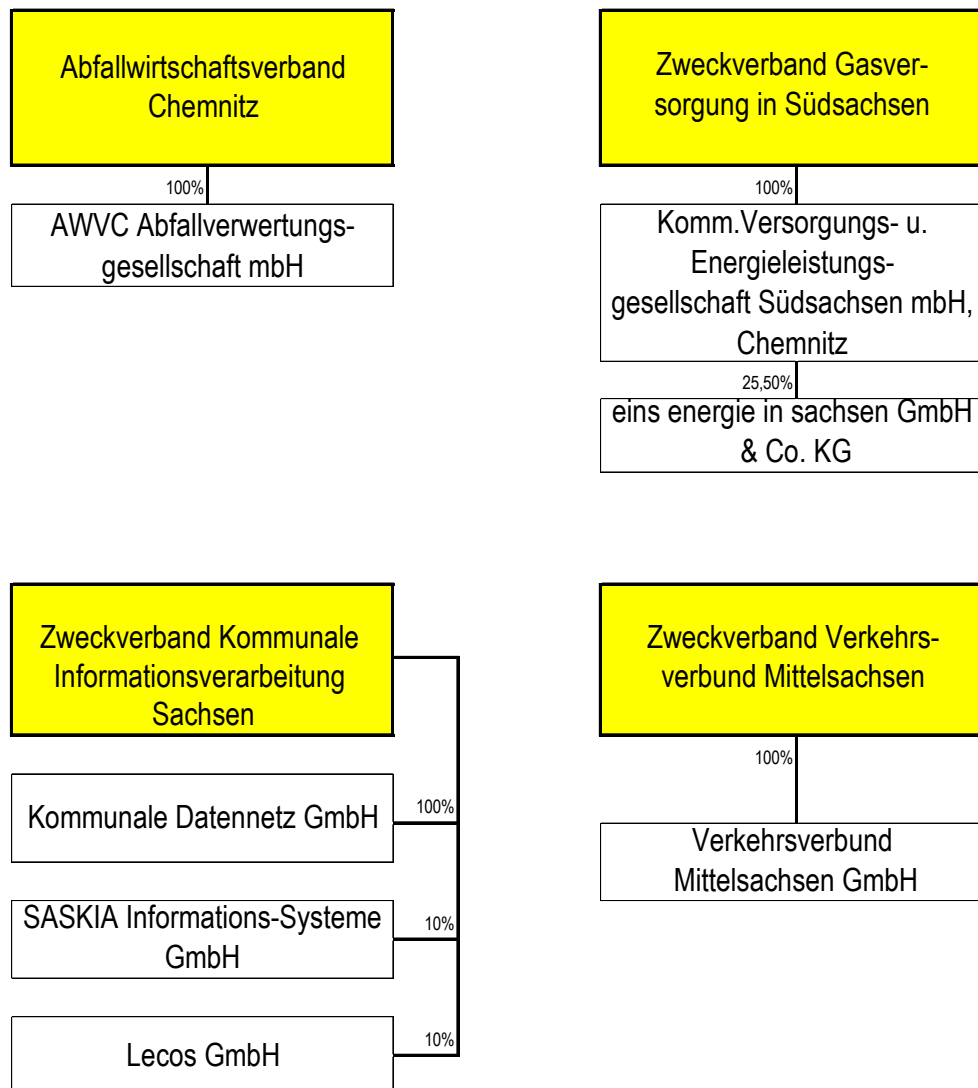 Abfallwirtschaftsverband
Chemnitz
100%
AWVC Abfallverwertungs-
gesellschaft mbH
Zweckverband Gasver-
sorgung in Südsachsen
100%
Komm.Versorgungs- u.
Energieleistungs-
gesellschaft Südsachsen mbH,
Chemnitz
25,50%
eins energie in sachsen GmbH
& Co. KG
Zweckverband Kommunale
Informationsverarbeitung
Sachsen
Kommunale Datennetz GmbH
100%
SASKIA Informations-Systeme
GmbH
10%
Lecos GmbH
10%
Zweckverband Verkehrs-
verbund Mittelsachsen
100%
Verkehrsverbund
Mittelsachsen GmbH